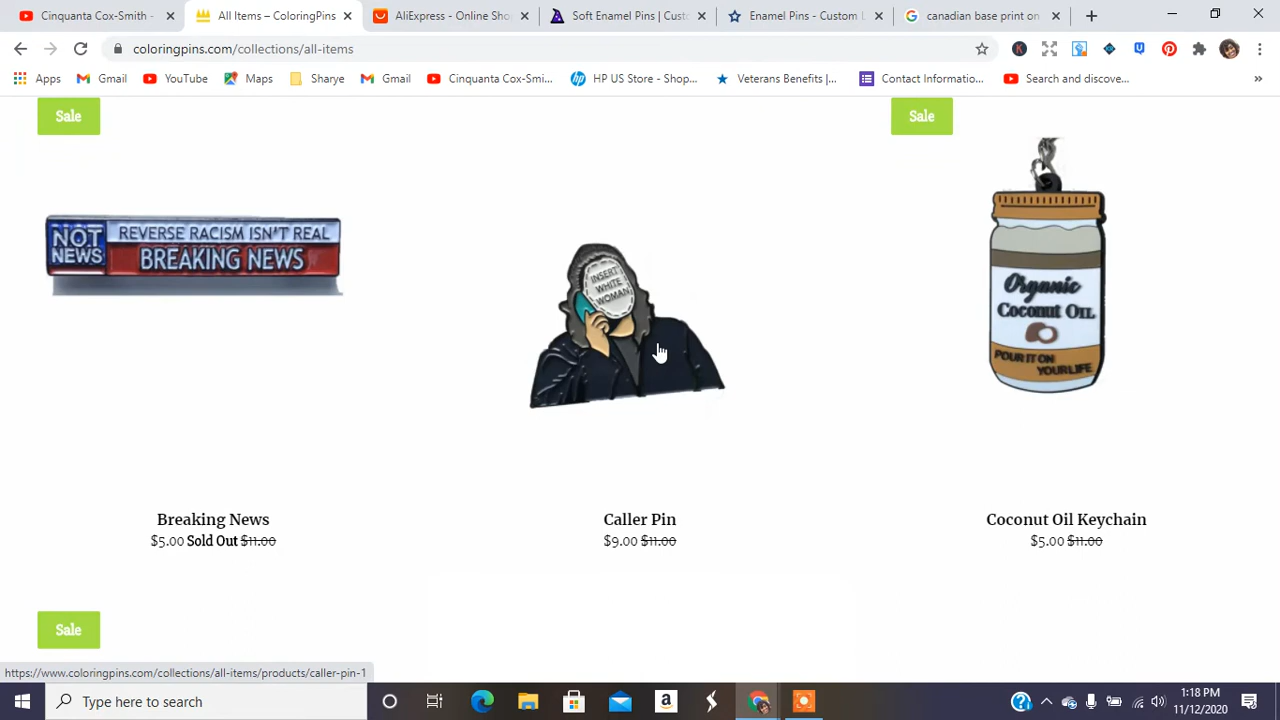 Cinquanta Cox-Smith -
All Items – ColoringPins
AliExpress - Online Sho
Soft Enamel Pins | Cust
Enamel Pins - Custom L
canadian base print on
coloringpins.com/collections/all-items
Apps
Gmail
YouTube
Maps
Sharye
Gmail
Cinquanta Cox-Smi...
HP US Store - Shop...
Veterans Benefits |...
Contact Informatio...
Search and discove...
Sale
Sale
NOT NEWS
REVERSE RACISM ISN'T REAL
BREAKING NEWS
INSERT
WHITE
WOMAN
Organic
Coconut Oil
POUR IT ON
YOUR LIFE
Breaking News
$5.00 Sold Out $11.00
Caller Pin
$9.00 $11.00
Coconut Oil Keychain
$5.00 $11.00
Sale
https://www.coloringpins.com/collections/all-items/products/caller-pin-1
Type here to search
1:18 PM
11/12/2020